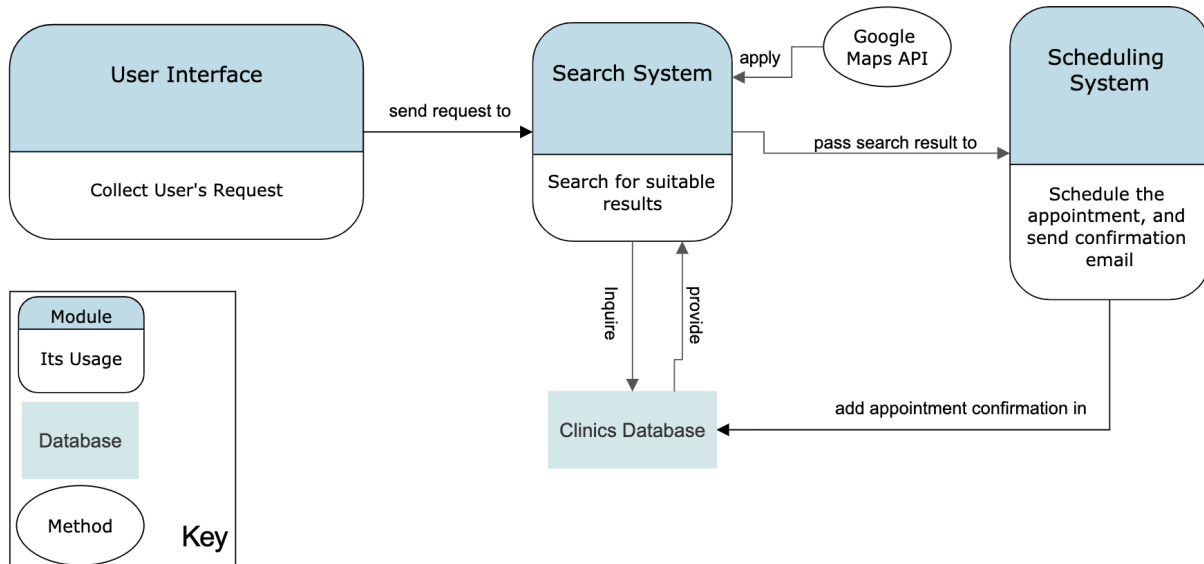 User Interface
Collect User's Request
send request to
Search System
Search for suitable
results
apply
Google
Maps API
pass search result to
Scheduling
System
Schedule the
appointment, and
send confirmation
email
Inquire
provide
Clinics Database
add appointment confirmation in
Module
Its Usage
Database
Method
Key